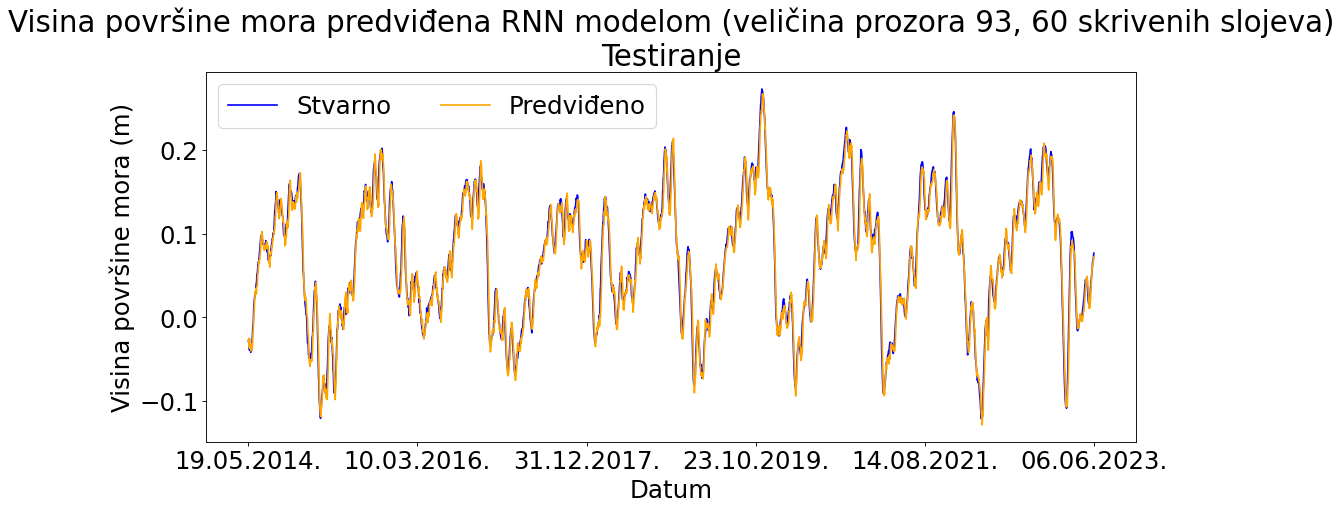 Visina površine mora predviđena RNN modelom (veličina prozora 93, 60 skrivenih slojeva)
Testiranje
Stvarno
Predviđeno
Visina površine mora (m)
0.2
0.1
0.0
−0.1
19.05.2014.
10.03.2016.
31.12.2017.
23.10.2019.
14.08.2021.
06.06.2023.
Datum